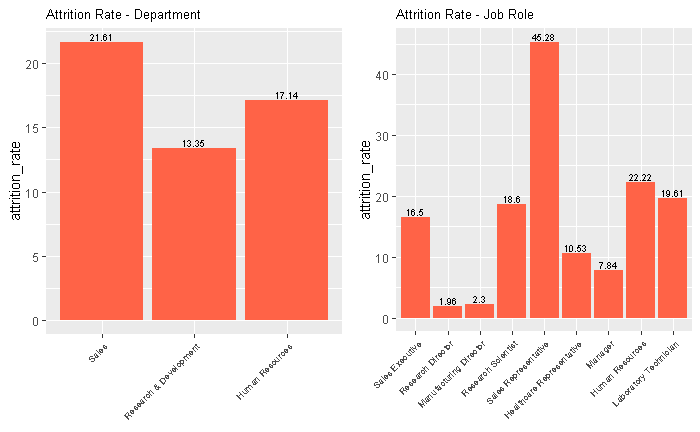 Attrition Rate - Department
21.61
13.35
17.14
20
15
10
5
0
attrition_rate
Sales
Research & Development
Human Resources
Attrition Rate - Job Role
45.28
16.5
1.96
2.3
18.6
10.53
7.84
22.22
19.61
40
30
20
10
0
attrition_rate
Sales Executive
Research Director
Manufacturing Director
Research Scientist
Sales Representative
Healthcare Representative
Manager
Human Resources
Laboratory Technician